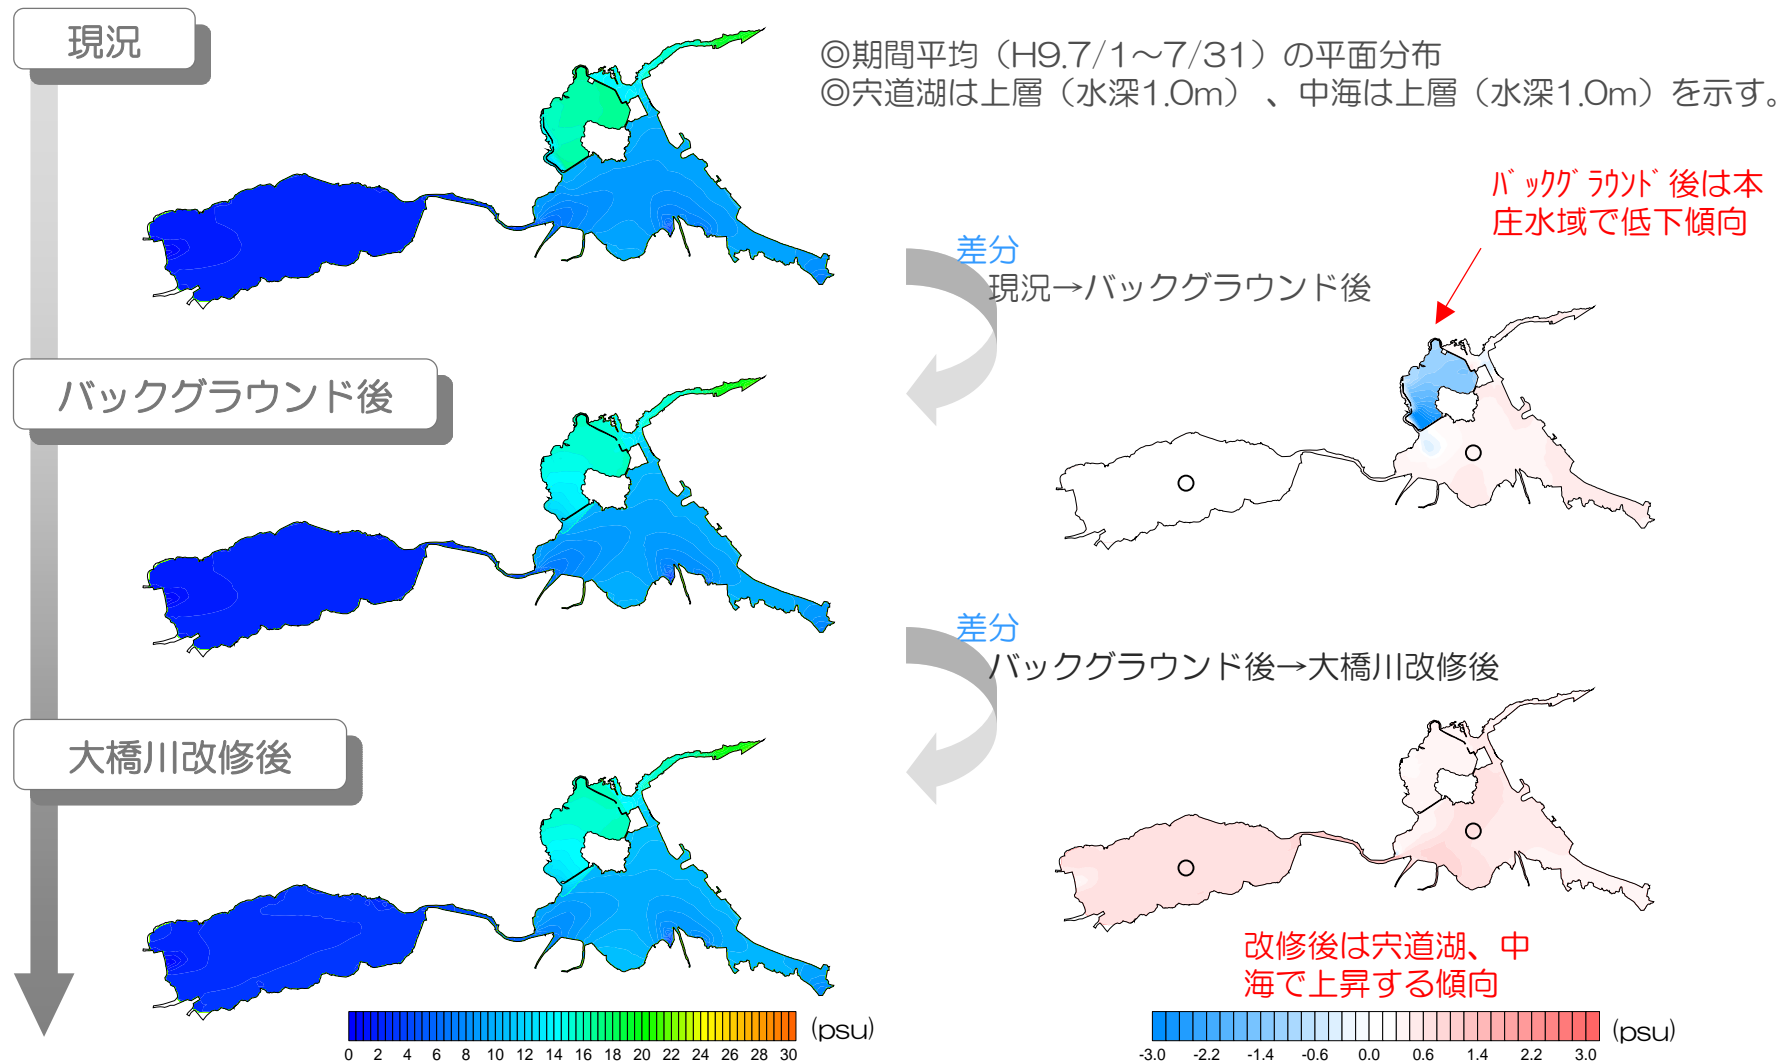 現況
◎期間平均（H9.7/1～7/31）の平面分布
◎宍道湖は上層（水深1.0m）、中海は上層（水深1.0m）を示す。
ﾊﾞｯｸｸﾞﾗｳﾝﾄﾞ後は本
庄水域で低下傾向
差分
現況→バックグラウンド後
バックグラウンド後
差分
バックグラウンド後→大橋川改修後
大橋川改修後
改修後は宍道湖、中
海で上昇する傾向
0 2 4 6 8 10 12 14 16 18 20 22 24 26 28 30 (psu)
-3.0 -2.2 -1.4 -0.6 0.0 0.6 1.4 2.2 3.0 (psu)